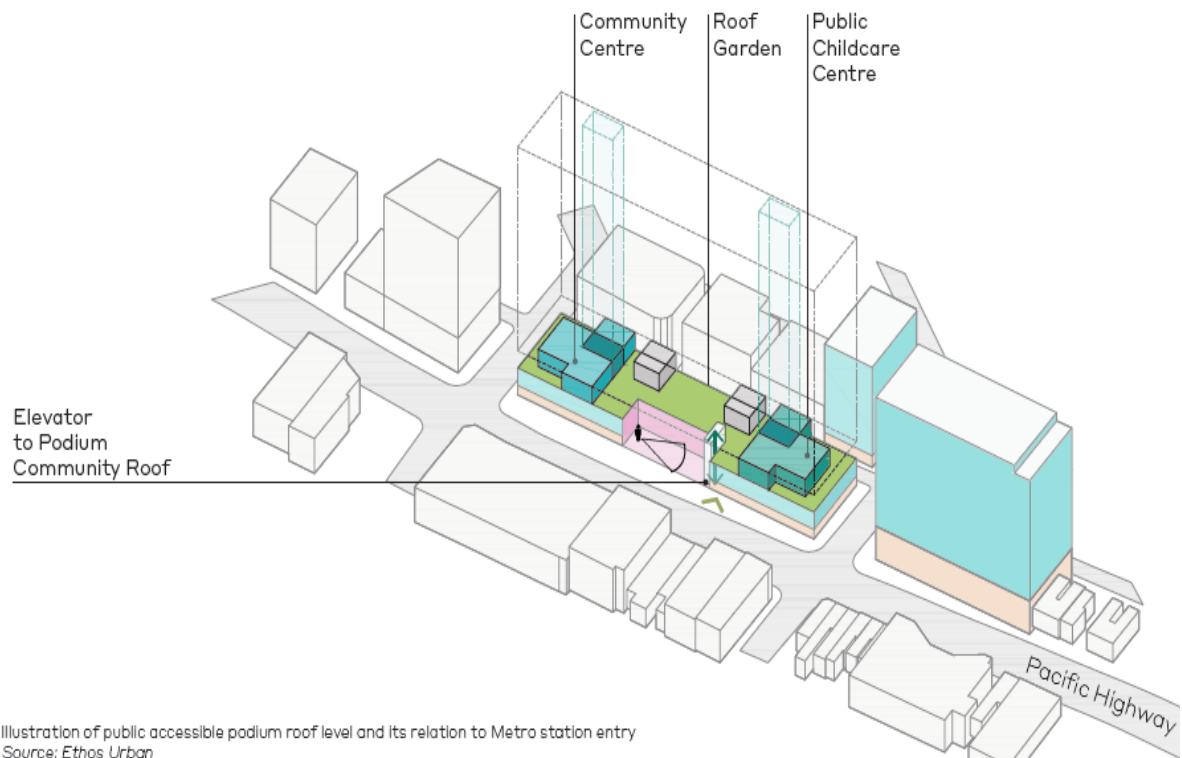 Community
Centre
Roof
Garden
Public
Childcare
Centre
Elevator
to Podium
Community Roof
Pacific Highway
Illustration of public accessible podium roof level and its relation to Metro station entry
Source: Ethos Urban